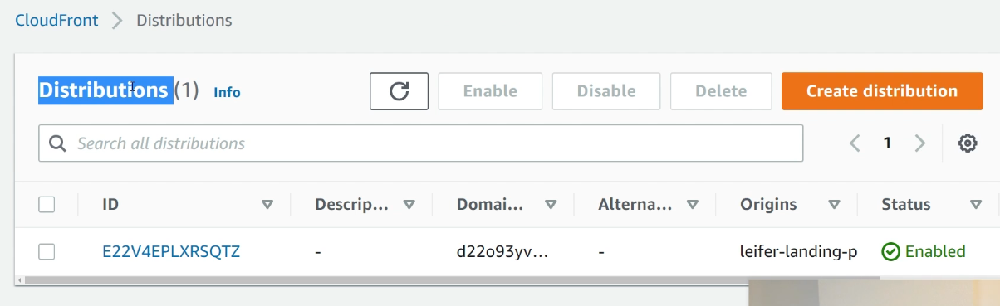 CloudFront > Distributions
Distributions (1) Info
Enable Disable Delete Create distribution
Search all distributions 1
ID Descrip... Domai... Alterna... Origins Status
E22V4EPLXRSQTZ - d22o93yv... - leifer-landing-p Enabled